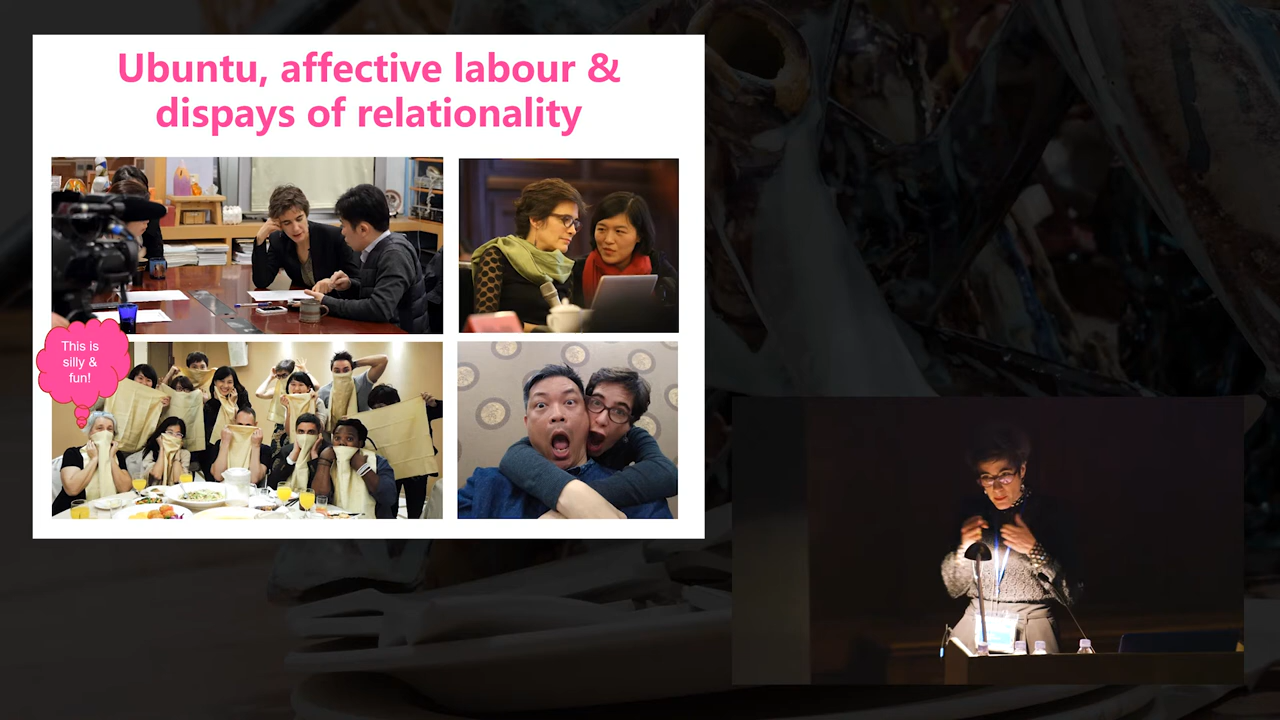 Ubuntu, affective labour &
dispays of relationality
This is
silly &
fun!